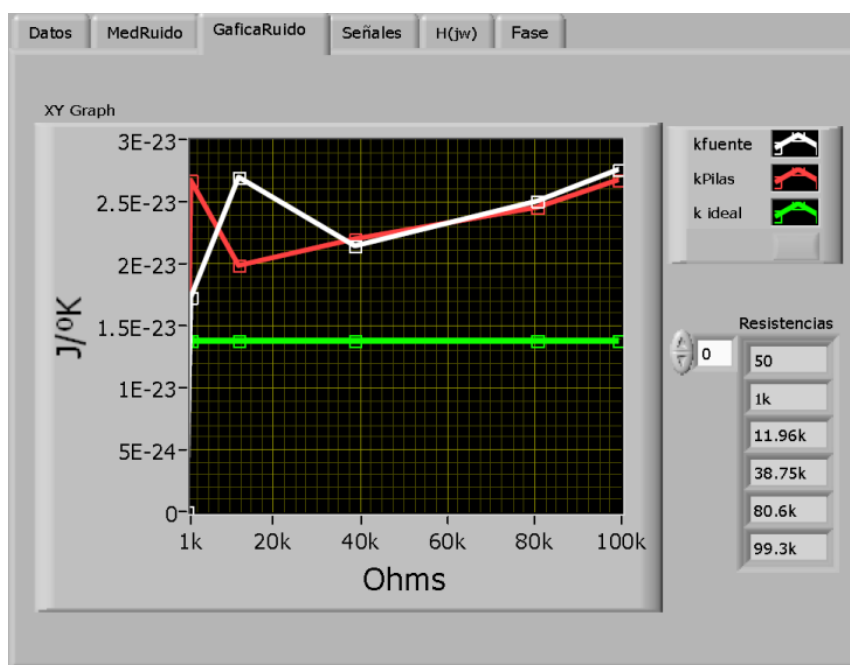 Datos MedRuido GaficaRuido Señales H(jw) Fase
XY Graph
3E-23
2.5E-23
2E-23
1.5E-23
1E-23
5E-24
0
J/ºK
1k 20k 40k 60k 80k 100k
Ohms
kfuente
kPilas
k ideal
Resistencias
0
50
1k
11.96k
38.75k
80.6k
99.3k